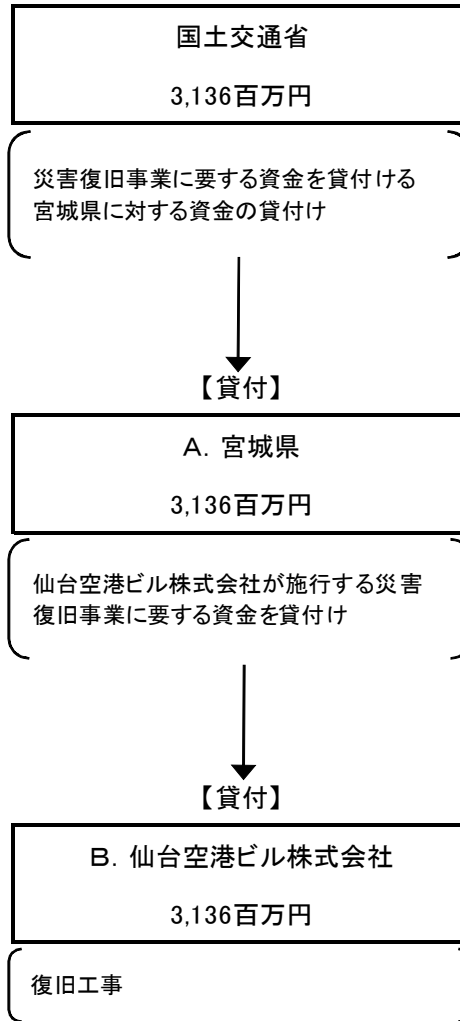 国土交通省
3,136百万円
災害復旧事業に要する資金を貸付ける
宮城県に対する資金の貸付け
【貸付】
Ａ．宮城県
3,136百万円
仙台空港ビル株式会社が施行する災害
復旧事業に要する資金を貸付け
【貸付】
Ｂ．仙台空港ビル株式会社
3,136百万円
復旧工事